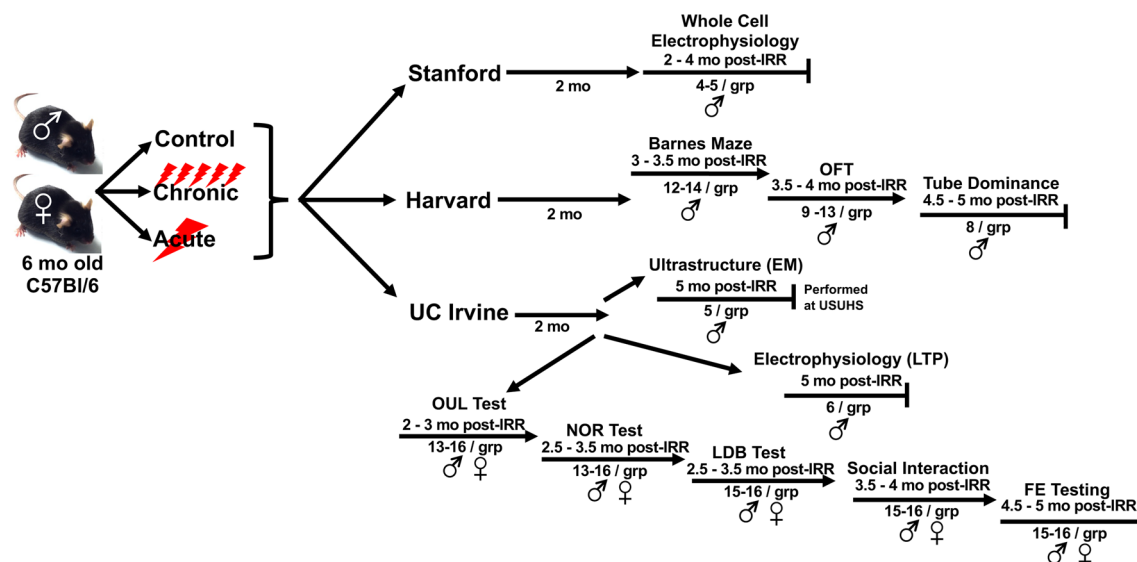 6 mo old
C57Bl/6
Control
Chronic
Acute
Stanford
2 mo
Whole Cell
Electrophysiology
2 - 4 mo post-IRR
4-5 / grp
♂
Harvard
2 mo
Barnes Maze
3 - 3.5 mo post-IRR
12-14 / grp
♂
OFT
3.5 - 4 mo post-IRR
9 -13 / grp
♂
Tube Dominance
4.5 - 5 mo post-IRR
8 / grp
♂
UC Irvine
2 mo
Ultrastructure (EM)
5 mo post-IRR
5 / grp
♂
Performed
at USUHS
Electrophysiology (LTP)
5 mo post-IRR
6 / grp
♂
OUL Test
2 - 3 mo post-IRR
13-16 / grp
♂ ♀
NOR Test
2.5 - 3.5 mo post-IRR
13-16 / grp
♂ ♀
LDB Test
2.5 - 3.5 mo post-IRR
15-16 / grp
♂ ♀
Social Interaction
3.5 - 4 mo post-IRR
15-16 / grp
♂ ♀
FE Testing
4.5 - 5 mo post-IRR
15-16 / grp
♂ ♀